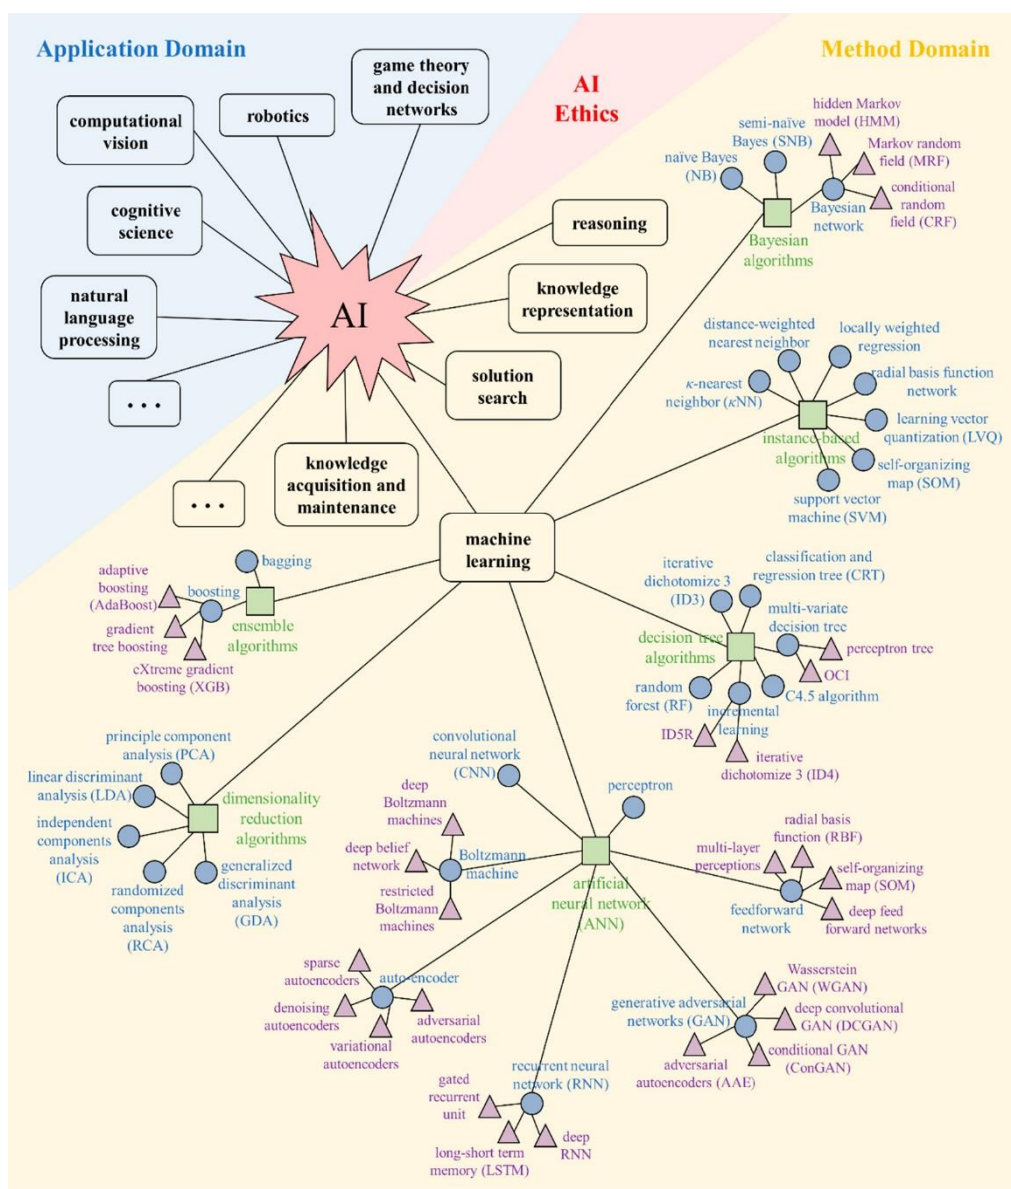 Application Domain
AI
Ethics
Method Domain
game theory
and decision
networks
robotics
computational
vision
cognitive
science
natural
language
processing
. . .
AI
reasoning
knowledge
representation
solution
search
knowledge
acquisition and
maintenance
. . .
machine
learning
hidden Markov
model (HMM)
semi-naïve
Bayes (SNB)
Markov random
field (MRF)
naïve Bayes
(NB)
conditional
random
field (CRF)
Bayesian
network
Bayesian
algorithms
distance-weighted
nearest neighbor
locally weighted
regression
κ-nearest
neighbor (κNN)
radial basis function
network
learning vector
quantization (LVQ)
instance-based
algorithms
self-organizing
map (SOM)
support vector
machine (SVM)
bagging
adaptive
boosting
(AdaBoost)
boosting
gradient
tree boosting
ensemble
algorithms
eXtreme gradient
boosting (XGB)
iterative
dichotomize 3
(ID3)
classification and
regression tree (CRT)
multi-variate
decision tree
decision tree
algorithms
perceptron tree
OCI
random
forest (RF)
C4.5 algorithm
incremental
learning
ID5R
iterative
dichotomize 3 (ID4)
principle component
analysis (PCA)
linear discriminant
analysis (LDA)
dimensionality
reduction
algorithms
independent
components
analysis
(ICA)
randomized
components
analysis
(RCA)
generalized
discriminant
analysis
(GDA)
convolutional
neural network
(CNN)
perceptron
deep
Boltzmann
machines
deep belief
network
Boltzmann
machine
restricted
Boltzmann
machines
artificial
neural network
(ANN)
radial basis
function (RBF)
multi-layer
perceptions
self-organizing
map (SOM)
feedforward
network
deep feed
forward networks
sparse
autoencoders
auto-encoder
denoising
autoencoders
adversarial
autoencoders
variational
autoencoders
Wasserstein
GAN (WGAN)
generative adversarial
networks (GAN)
deep convolutional
GAN (DCGAN)
adversarial
autoencoders (AAE)
conditional GAN
(ConGAN)
recurrent neural
network (RNN)
gated
recurrent
unit
long-short term
memory (LSTM)
deep
RNN